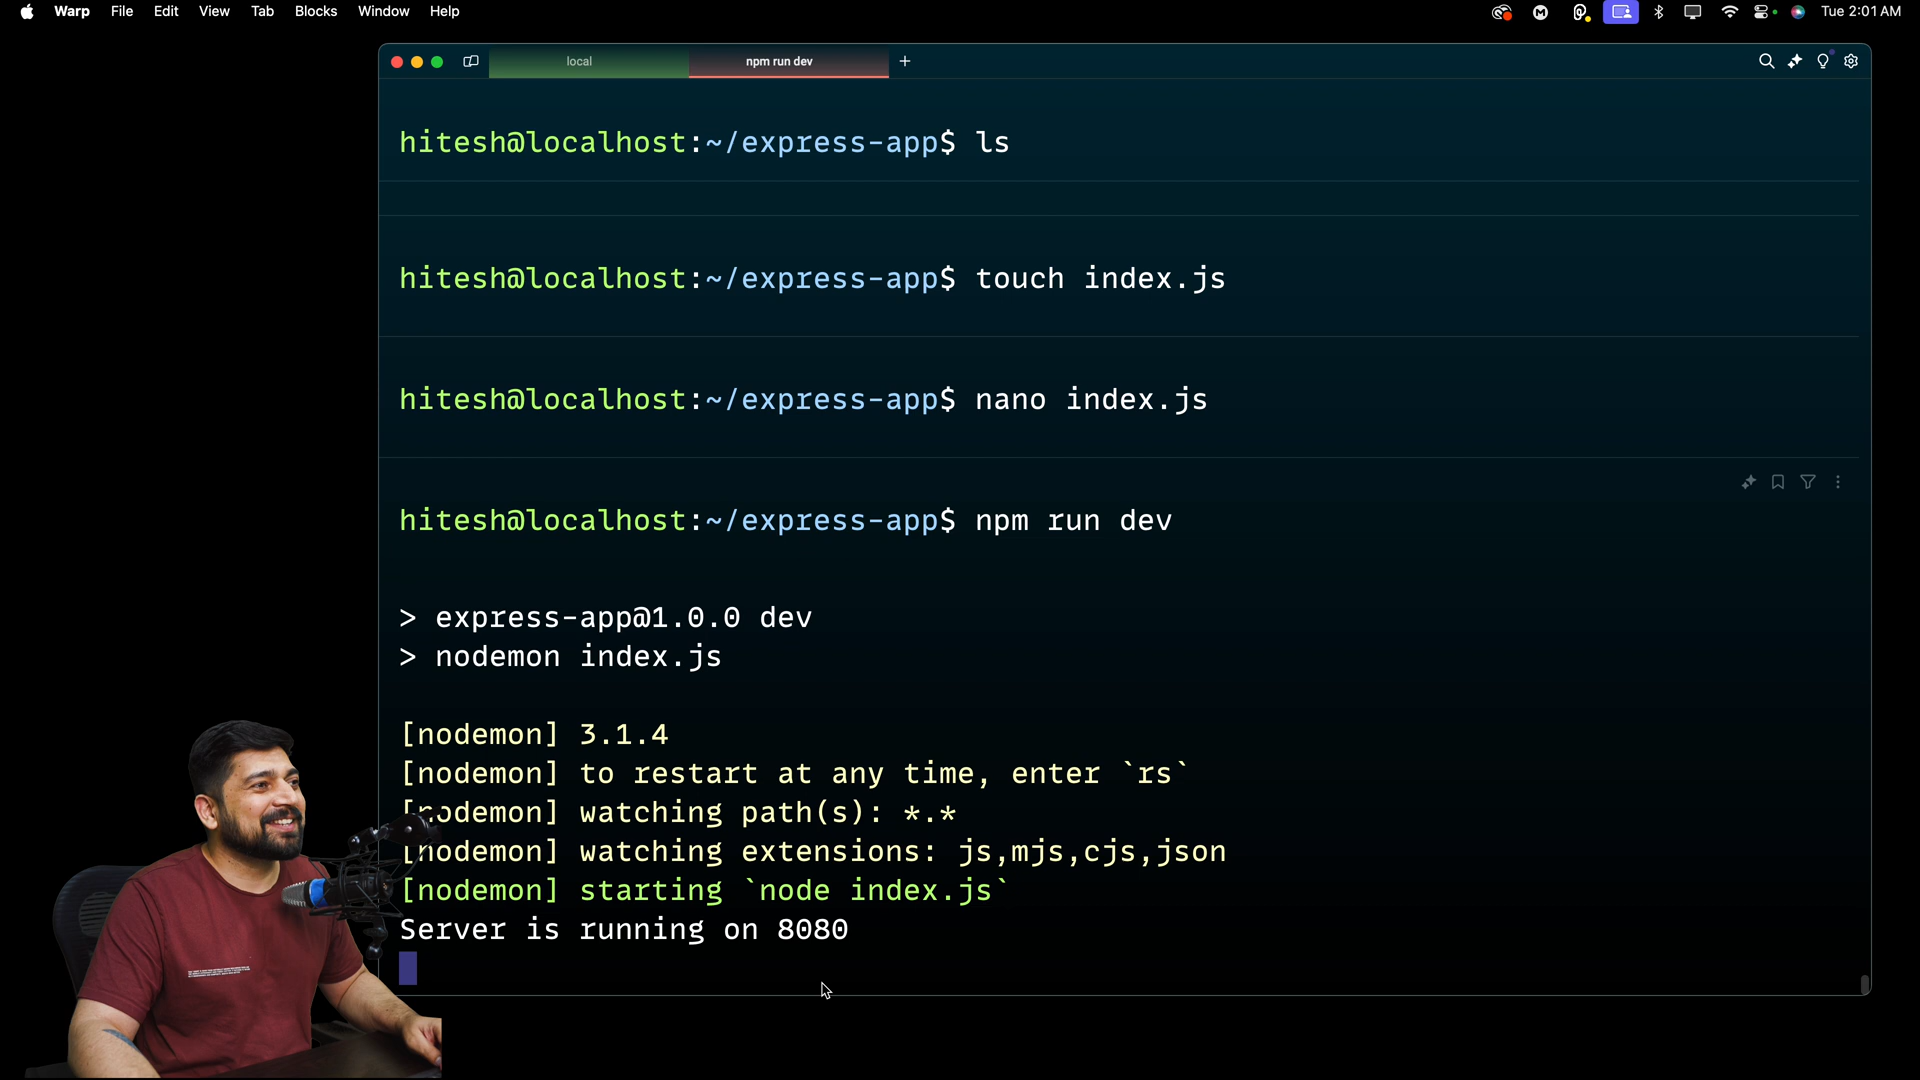 Warp File Edit View Tab Blocks Window Help Tue 2:01 AM
local npm run dev +
hitesh@localhost:~/express-app$ ls
hitesh@localhost:~/express-app$ touch index.js
hitesh@localhost:~/express-app$ nano index.js
hitesh@localhost:~/express-app$ npm run dev
> express-app@1.0.0 dev
> nodemon index.js
[nodemon] 3.1.4
[nodemon] to restart at any time, enter `rs`
[nodemon] watching path(s): *.*
[nodemon] watching extensions: js,mjs,cjs,json
[nodemon] starting `node index.js`
Server is running on 8080